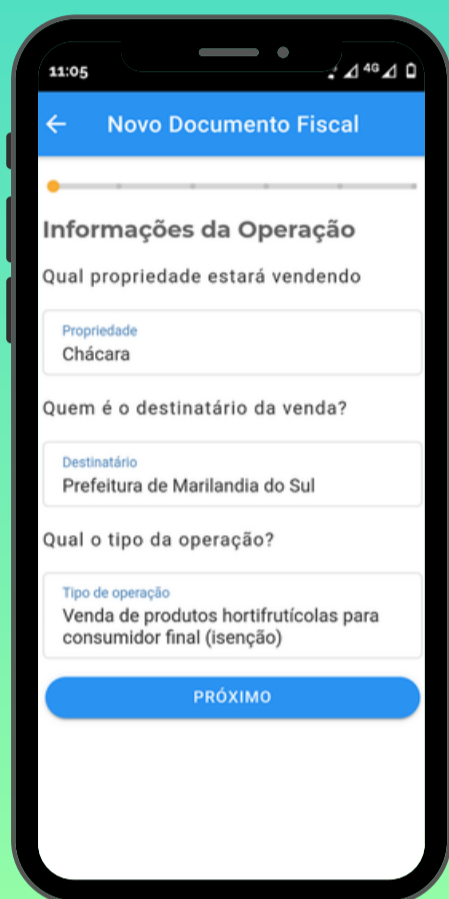 11:05
4G
Novo Documento Fiscal
Informações da Operação
Qual propriedade estará vendendo
Propriedade
Chácara
Quem é o destinatário da venda?
Destinatário
Prefeitura de Marilandia do Sul
Qual o tipo da operação?
Tipo de operação
Venda de produtos hortifrutícolas para
consumidor final (isenção)
PRÓXIMO